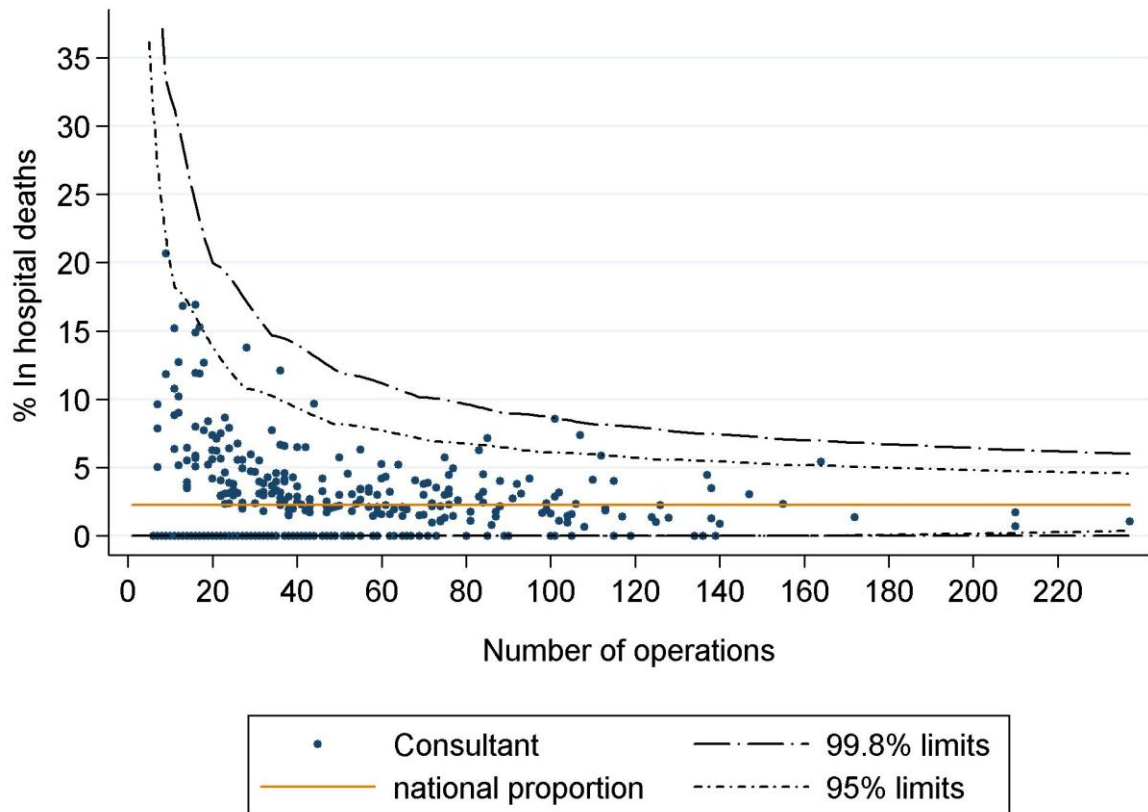 % In hospital deaths
35
30
25
20
15
10
5
0
0 20 40 60 80 100 120 140 160 180 200 220
Number of operations
Consultant 99.8% limits
national proportion 95% limits